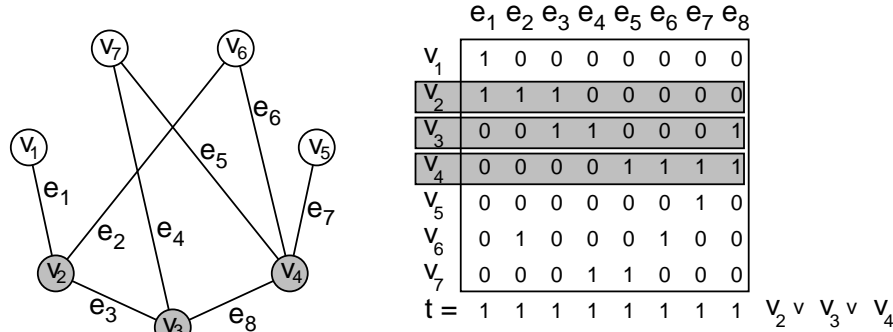 v7 v6
e6
v1 e5 v5
e1
e2 e4 e7
v2 v4
e3 e8
v3
e1 e2 e3 e4 e5 e6 e7 e8
v1 1 0 0 0 0 0 0 0
v2 1 1 1 0 0 0 0 0
v3 0 0 1 1 0 0 0 1
v4 0 0 0 0 1 1 1 1
v5 0 0 0 0 0 0 1 0
v6 0 1 0 0 0 1 0 0
v7 0 0 0 1 1 0 0 0
t = 1 1 1 1 1 1 1 1 v2 v v3 v v4